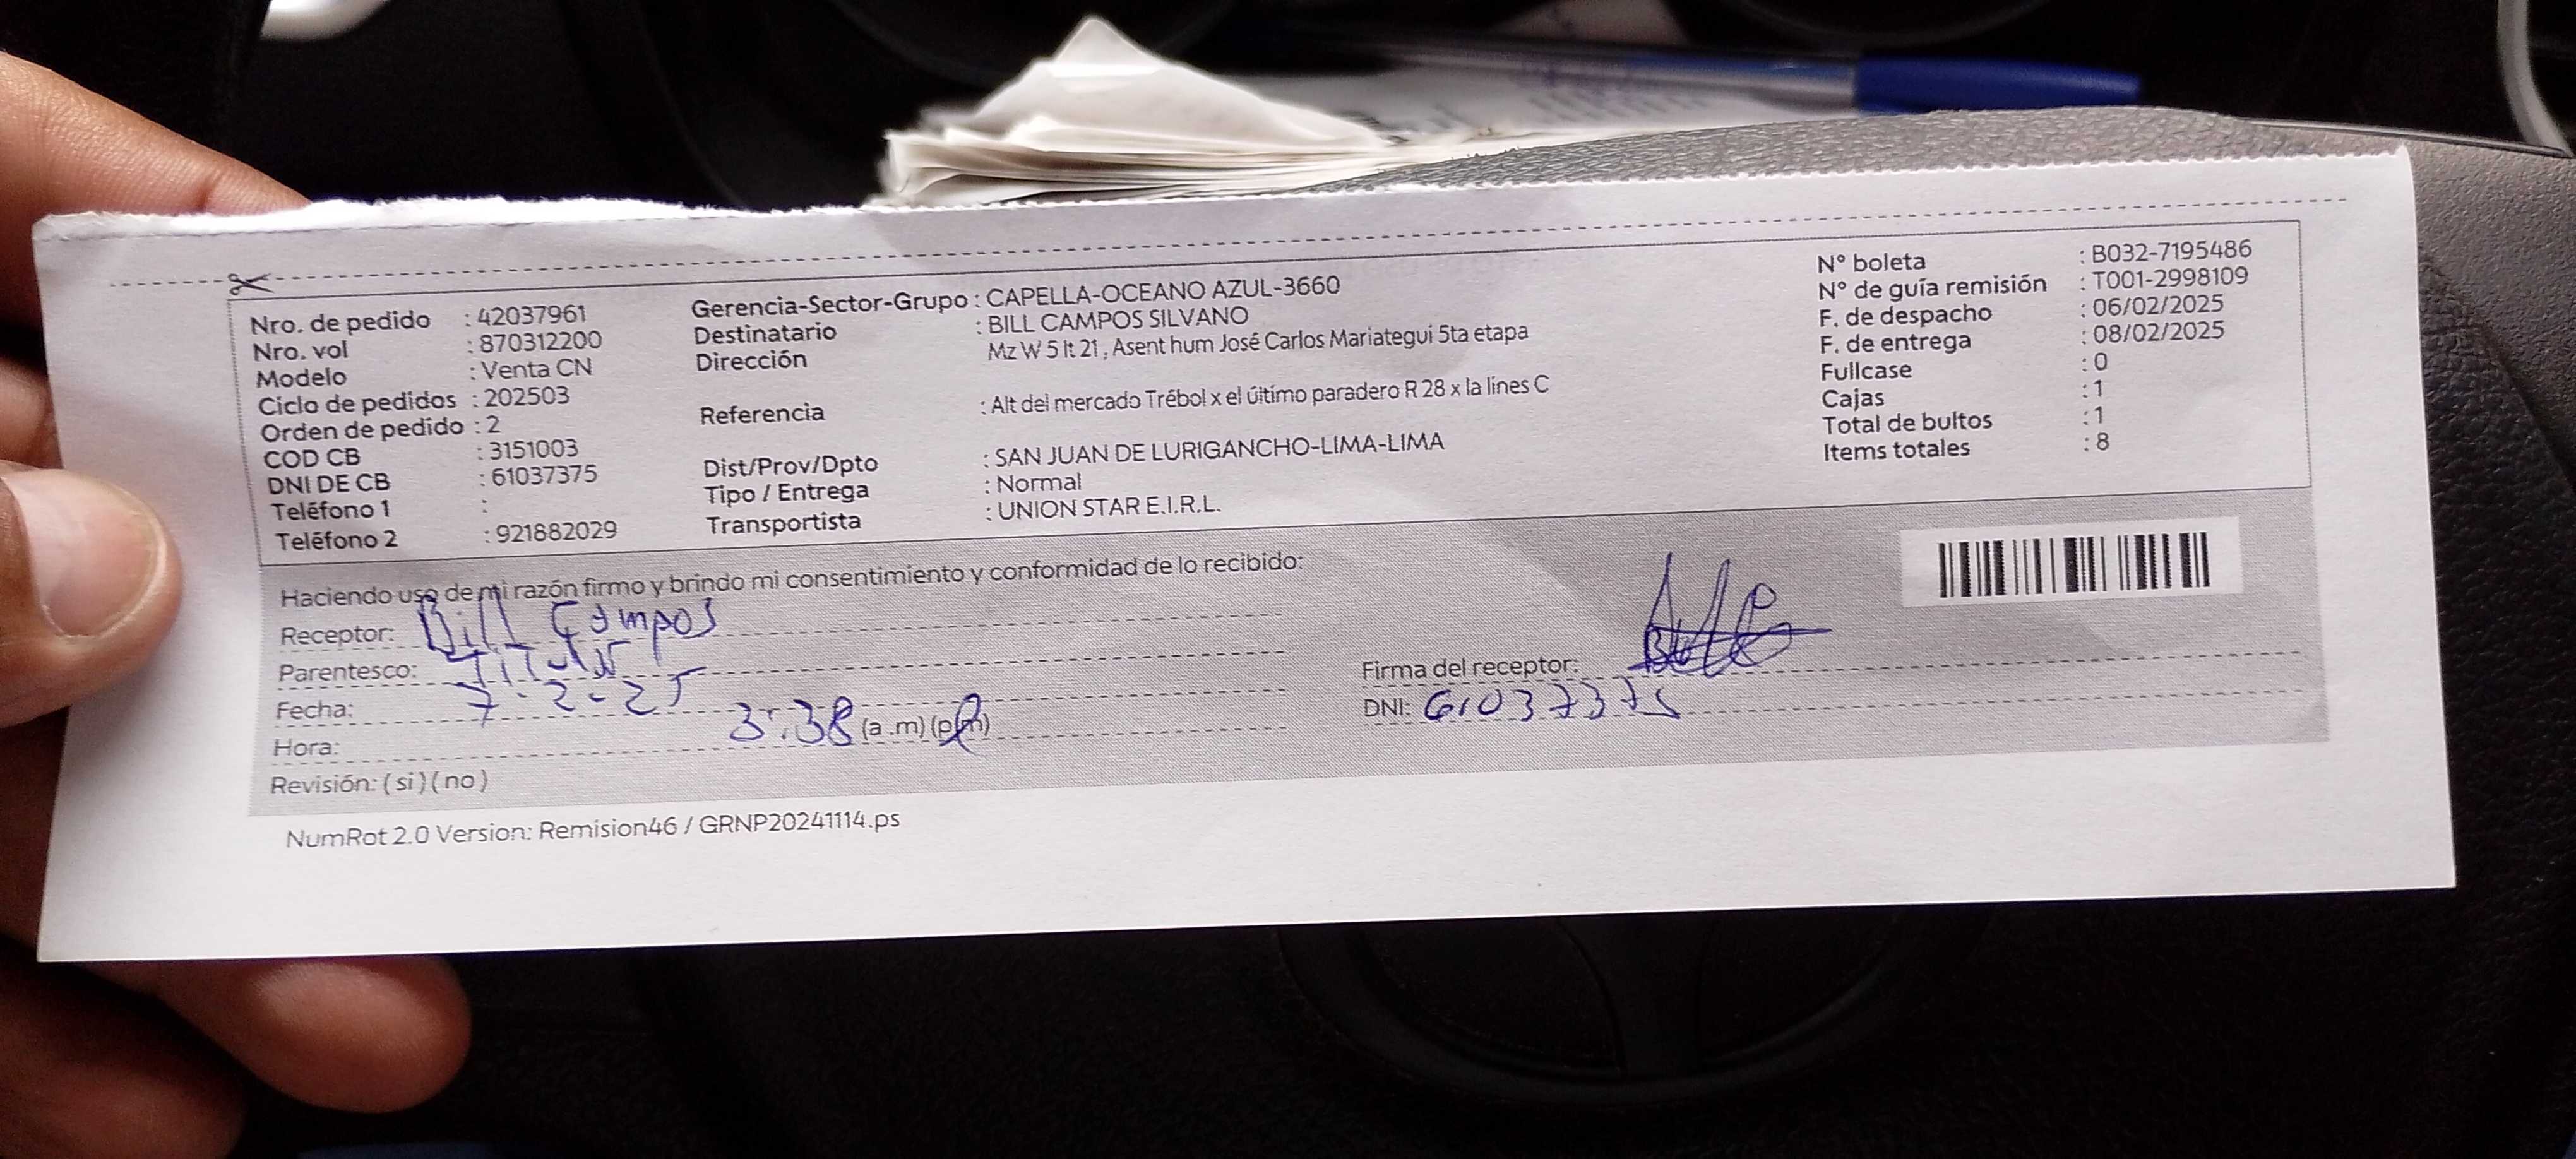 Nro. de pedido : 42037961
Nro. vol : 870312200
Modelo : Venta CN
Ciclo de pedidos : 202503
Orden de pedido : 2
COD CB : 3151003
DNI DE CB : 61037375
Teléfono 1 :
Teléfono 2 : 921882029
Gerencia-Sector-Grupo : CAPELLA-OCEANO AZUL-3660
Destinatario : BILL CAMPOS SILVANO
Dirección Mz W 5 lt 21 , Asent hum José Carlos Mariategui 5ta etapa
Referencia : Alt del mercado Trébol x el último paradero R 28 x la lines C
Dist/Prov/Dpto : SAN JUAN DE LURIGANCHO-LIMA-LIMA
Tipo / Entrega : Normal
Transportista : UNION STAR E.I.R.L.
N° boleta : B032-7195486
N° de guía remisión : T001-2998109
F. de despacho : 06/02/2025
F. de entrega : 08/02/2025
Fullcase : 0
Cajas : 1
Total de bultos : 1
Items totales : 8
Haciendo uso de mi razón firmo y brindo mi consentimiento y conformidad de lo recibido:
Receptor: Bill Campos
Parentesco: Titular
Fecha: 7-2-25
Hora: 3:38 (a .m) (p.m)
Revisión: ( si ) ( no )
Firma del receptor:
DNI: 61037375
NumRot 2.0 Version: Remision46 / GRNP20241114.ps